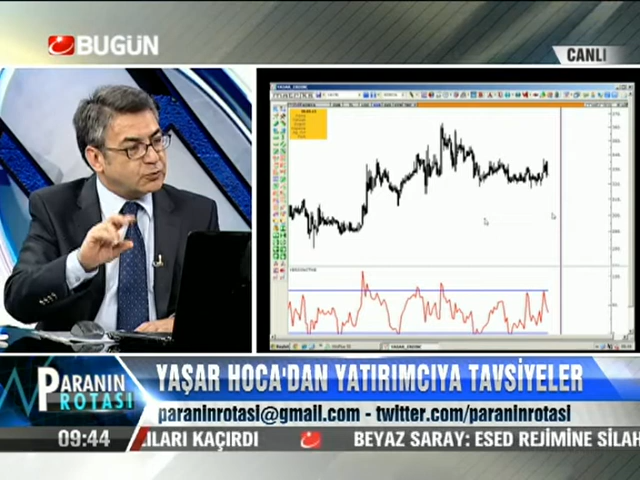 BUGÜN
CANLI
YAŞAR_ERDINC
PARANIN
ROTASI
YAŞAR HOCA'DAN YATIRIMCIYA TAVSİYELER
paraninrotasi@gmail.com - twitter.com/paraninrotasi
09:44
ILARI KAÇIRDI
BEYAZ SARAY: ESED REJİMİNE SİLAH